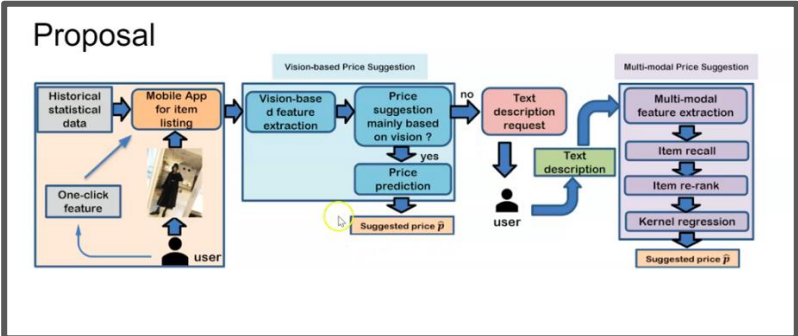 Proposal
Vision-based Price Suggestion
Multi-modal Price Suggestion
Historical
statistical
data
Mobile App
for item
listing
One-click
feature
user
Vision-base
d feature
extraction
Price
suggestion
mainly based
on vision ?
yes
no
Price
prediction
Suggested price p̂
Text
description
request
user
Text
description
Multi-modal
feature extraction
Item recall
Item re-rank
Kernel regression
Suggested price p̂